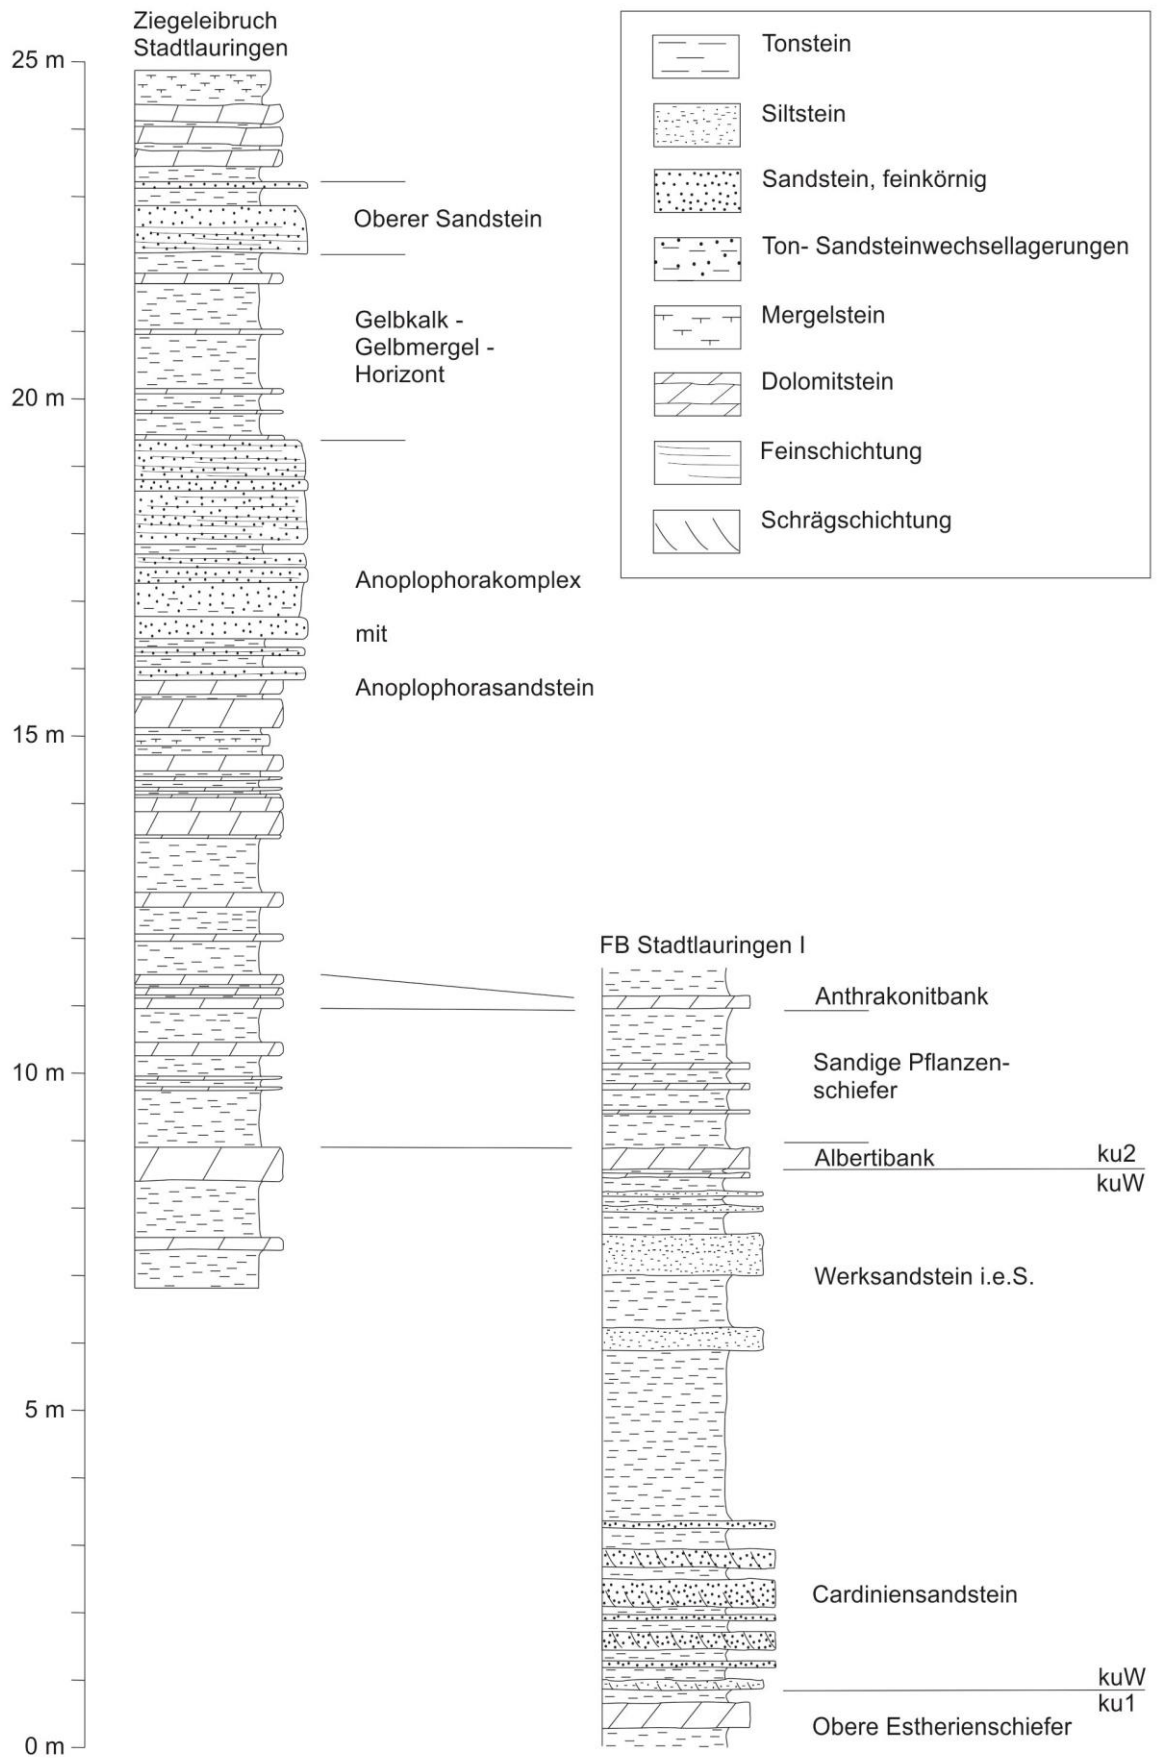 Ziegeleibruch
Stadtlauringen
25 m
20 m
15 m
10 m
5 m
0 m
Oberer Sandstein
Gelbkalk -
Gelbmergel -
Horizont
Anoplophorakomplex
mit
Anoplophorasandstein
Tonstein
Siltstein
Sandstein, feinkörnig
Ton- Sandsteinwechsellagerungen
Mergelstein
Dolomitstein
Feinschichtung
Schrägschichtung
FB Stadtlauringen I
Anthrakonitbank
Sandige Pflanzen-
schiefer
Albertibank
ku2
kuW
Werksandstein i.e.S.
Cardiniensandstein
kuW
ku1
Obere Estherienschiefer